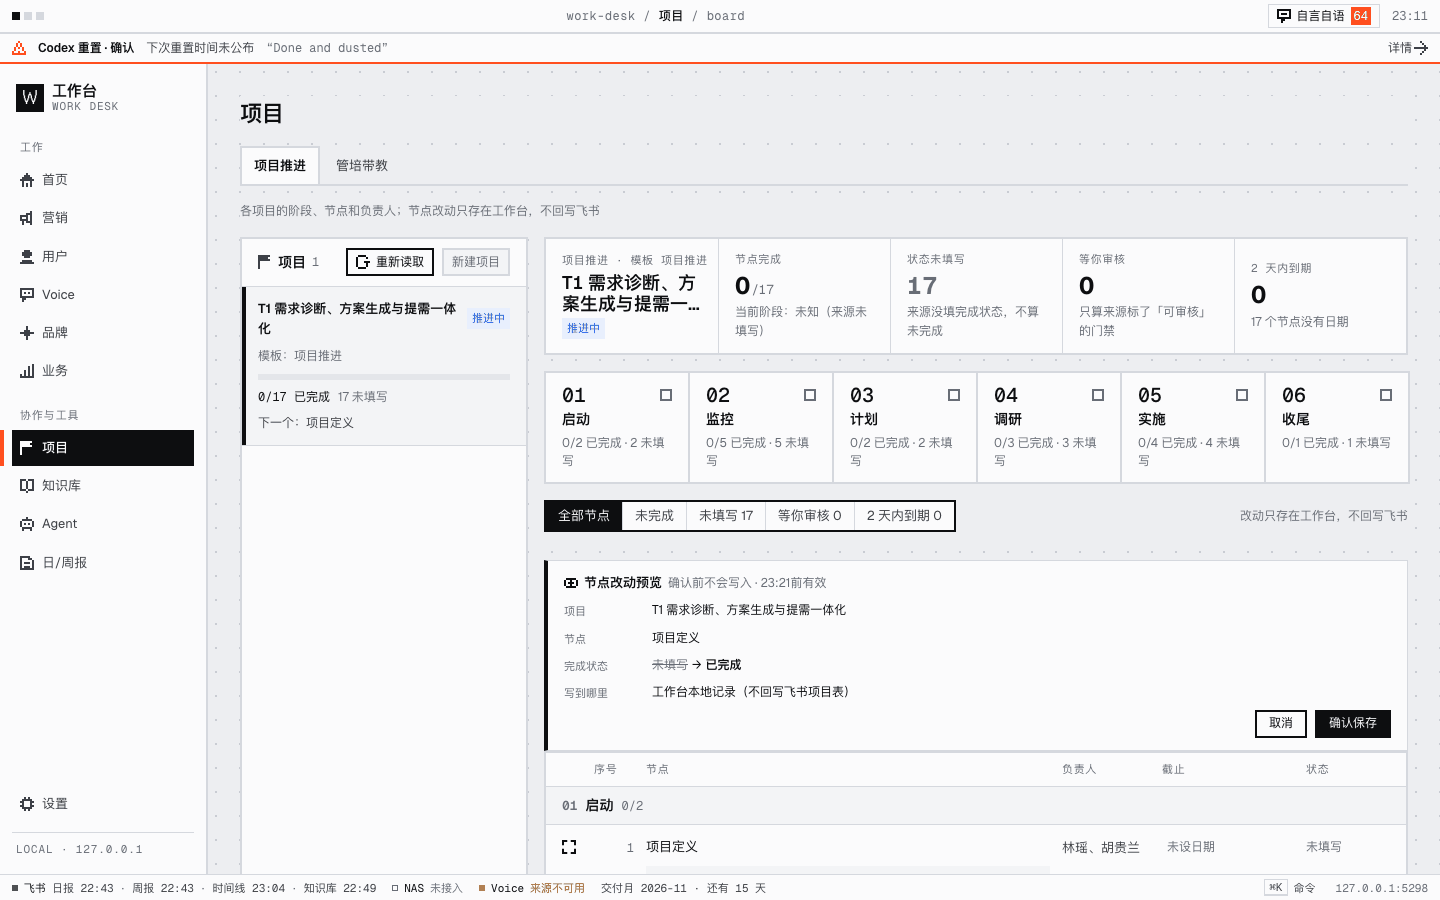 work-desk / 项目 / board
自言自语 64
23:11
Codex 重置·确认 下次重置时间未公布 “Done and dusted”
详情
W
工作台
WORK DESK
工作
首页
营销
用户
Voice
品牌
业务
协作与工具
项目
知识库
Agent
日/周报
设置
LOCAL · 127.0.0.1
项目
项目推进
管培带教
各项目的阶段、节点和负责人；节点改动只存在工作台，不回写飞书
项目 1
重新读取
新建项目
T1 需求诊断、方案生成与提需一体
化
推进中
模板：项目推进
0/17 已完成 17 未填写
下一个：项目定义
项目推进 · 模板 项目推进
T1 需求诊断、方
案生成与提需一...
推进中
节点完成
0/17
当前阶段：未知（来源未
填写）
状态未填写
17
来源没填完成状态，不算
未完成
等你审核
0
只算来源标了「可审核」
的门禁
2 天内到期
0
17 个节点没有日期
01
启动
0/2 已完成 · 2 未填
写
02
监控
0/5 已完成 · 5 未填
写
03
计划
0/2 已完成 · 2 未填
写
04
调研
0/3 已完成 · 3 未填
写
05
实施
0/4 已完成 · 4 未填
写
06
收尾
0/1 已完成 · 1 未填写
全部节点
未完成
未填写 17
等你审核 0
2 天内到期 0
改动只存在工作台，不回写飞书
节点改动预览 确认前不会写入 · 23:21前有效
项目 T1 需求诊断、方案生成与提需一体化
节点 项目定义
完成状态 未填写 → 已完成
写到哪里 工作台本地记录（不回写飞书项目表）
取消
确认保存
序号 节点 负责人 截止 状态
01 启动 0/2
1 项目定义 林瑶、胡贵兰 未设日期 未填写
飞书 日报 22:43 · 周报 22:43 · 时间线 23:04 · 知识库 22:49
NAS 未接入
Voice 来源不可用
交付月 2026-11 · 还有 15 天
⌘K 命令
127.0.0.1:5298